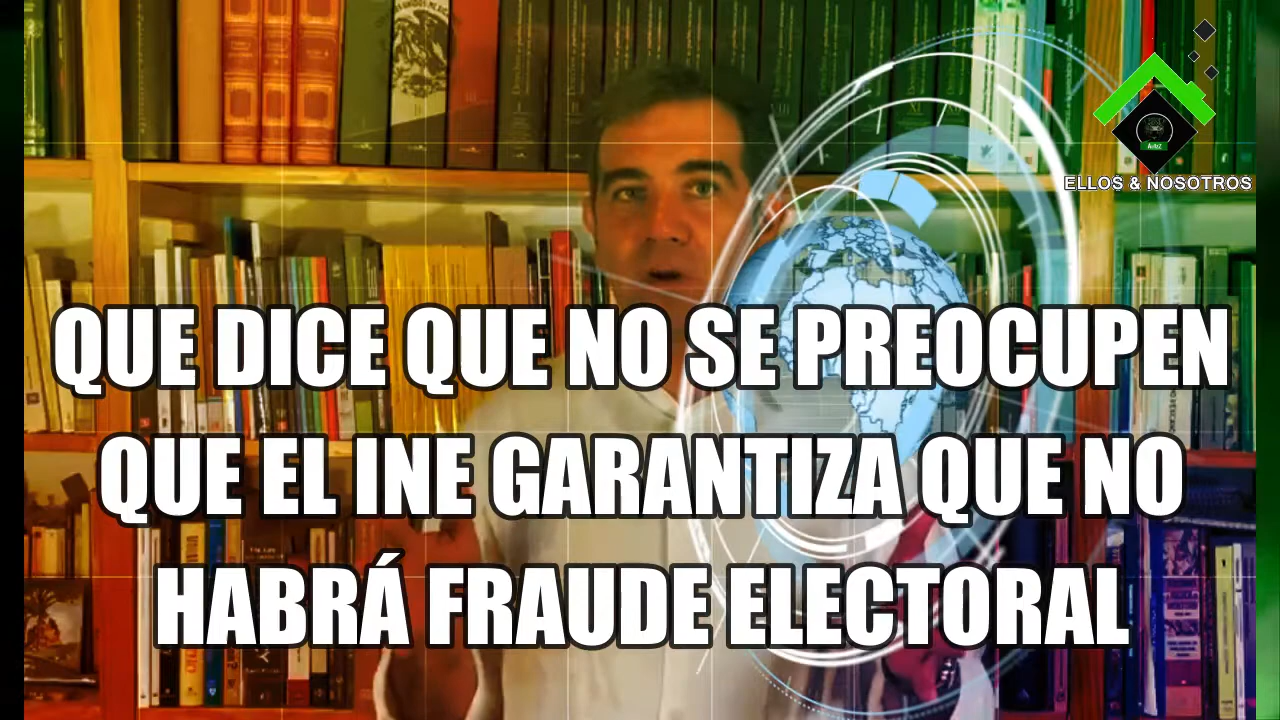 ELLOS & NOSOTROS
QUE DICE QUE NO SE PREOCUPEN
QUE EL INE GARANTIZA QUE NO
HABRÁ FRAUDE ELECTORAL